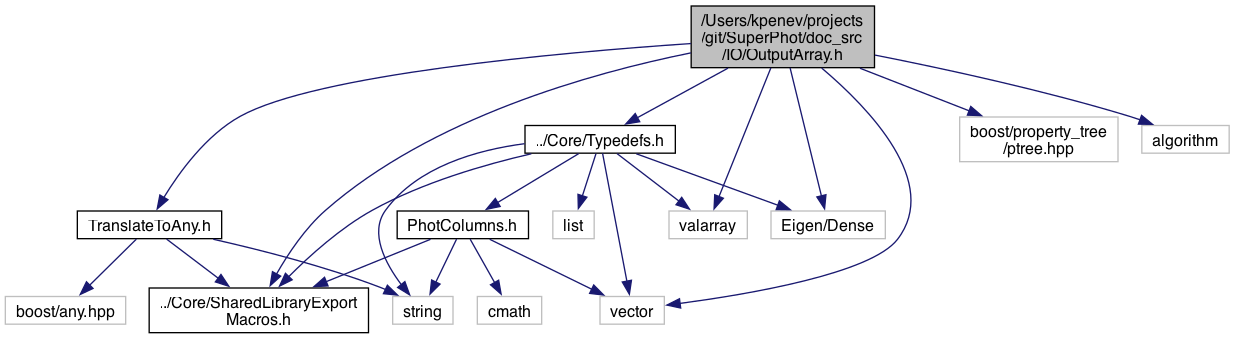 /Users/kpenev/projects
/git/SuperPhot/doc_src
/IO/OutputArray.h
../Core/Typedefs.h
boost/property_tree
/ptree.hpp
algorithm
TranslateToAny.h
PhotColumns.h
list
valarray
Eigen/Dense
boost/any.hpp
../Core/SharedLibraryExport
Macros.h
string
cmath
vector